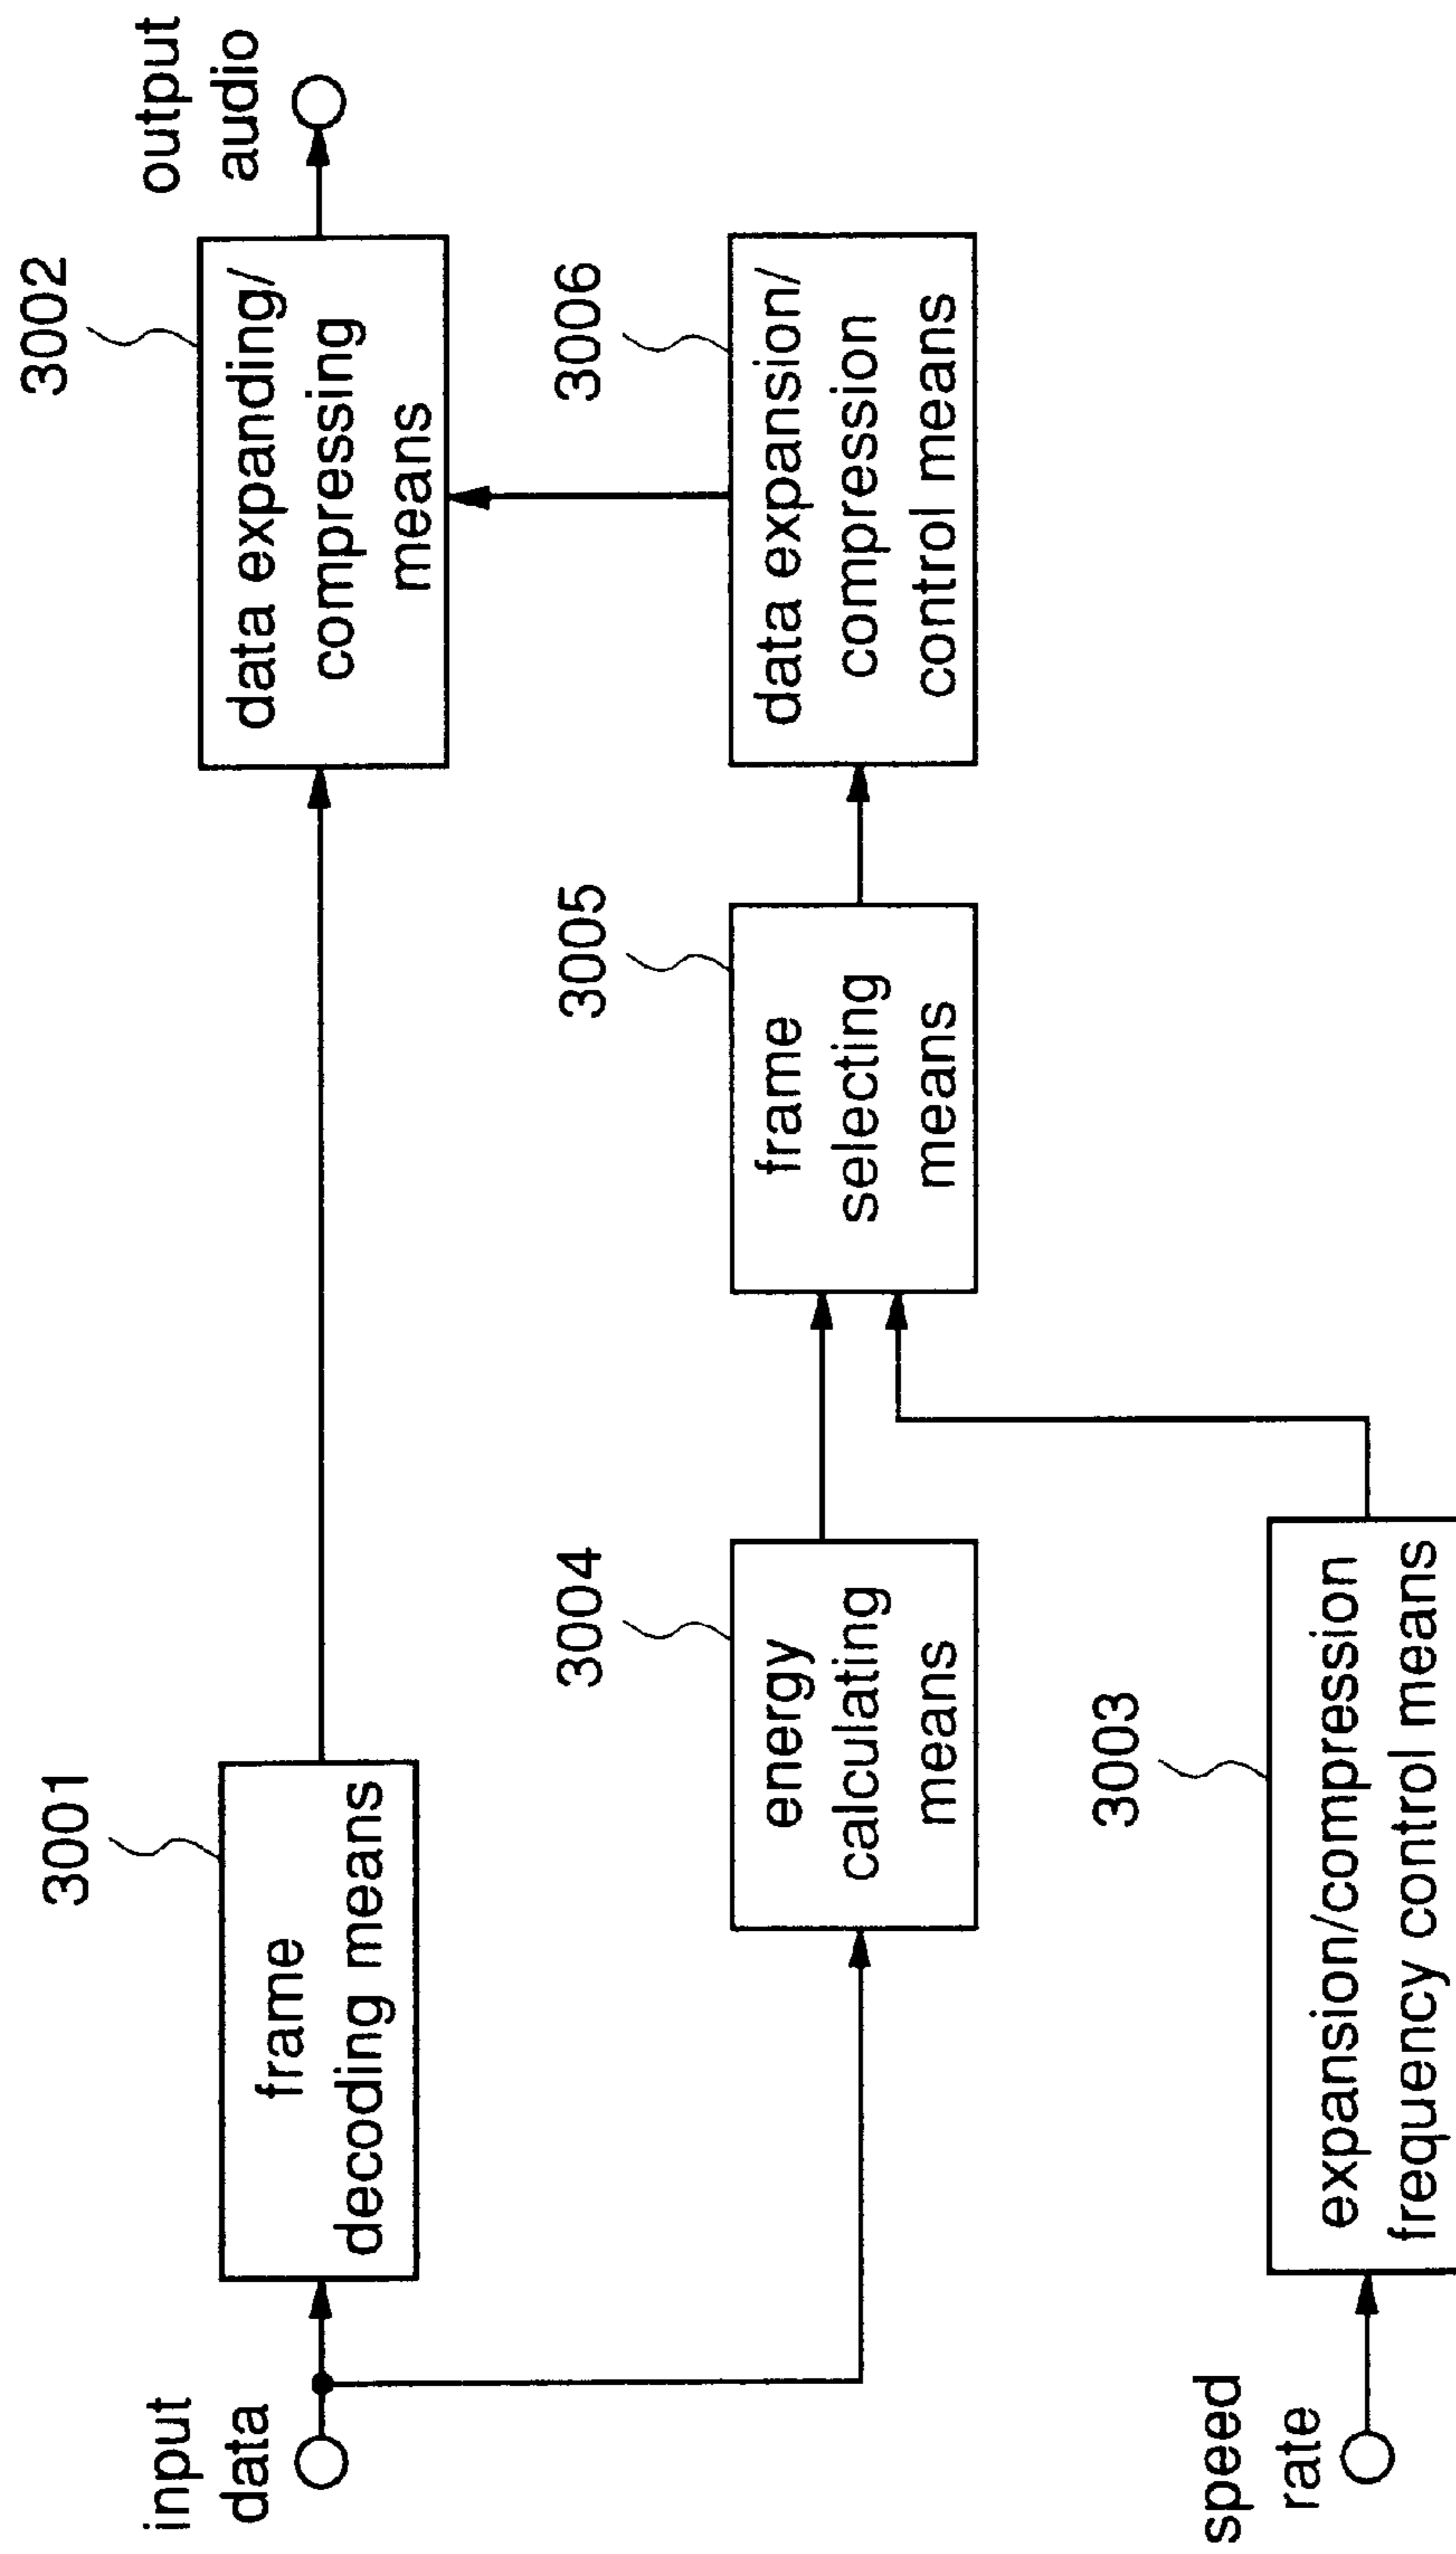 input
data
3001
frame
decoding means
3002
data expanding/
compressing
means
output
audio
3004
energy
calculating
means
3005
frame
selecting
means
3006
data expansion/
compression
control means
speed
rate
3003
expansion/compression
frequency control means